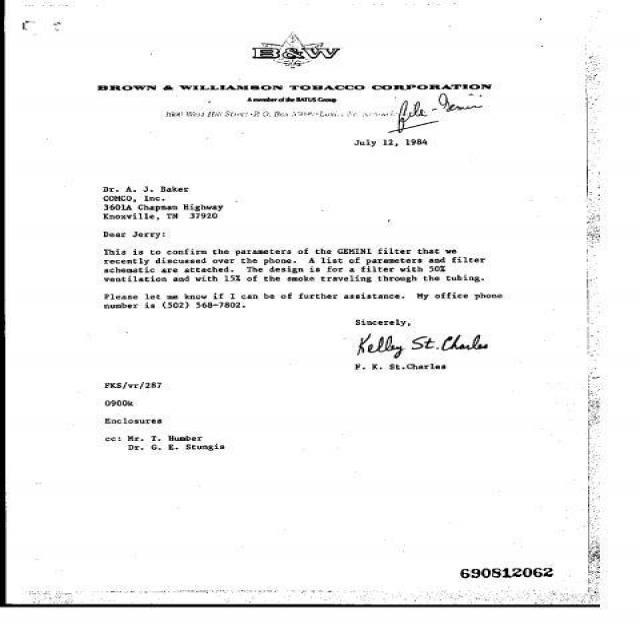 B&W
BROWN & WILLIAMSON TOBACCO CORPORATION
A member of the BATUS Group
1600 West Hill Street • P. O. Box
file - Gemini
July 12, 1984
Dr. A. J. Baker
COMCO, Inc.
3601A Chapman Highway
Knoxville, TN 37920
Dear Jerry:
This is to confirm the parameters of the GEMINI filter that we
recently discussed over the phone. A list of parameters and filter
schematic are attached. The design is for a filter with 50%
ventilation and with 15% of the smoke traveling through the tubing.
Please let me know if I can be of further assistance. My office phone
number is (502) 568-7802.
Sincerely,
Kelley St. Charles
F. K. St.Charles
FKS/vr/287
0900k
Enclosures
cc: Mr. T. Humber
Dr. G. E. Stungis
690812062